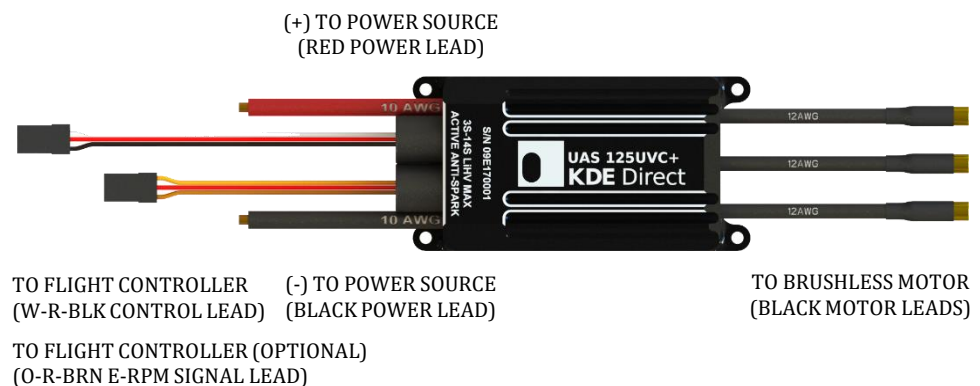 (+) TO POWER SOURCE
(RED POWER LEAD)
10 AWG
12AWG
3S-14S LiHV MAX
ACTIVE ANTI-SPARK
S/N 09E170001
UAS 125UVC+
KDE Direct
12AWG
10 AWG
12AWG
TO FLIGHT CONTROLLER
(W-R-BLK CONTROL LEAD)
(-) TO POWER SOURCE
(BLACK POWER LEAD)
TO BRUSHLESS MOTOR
(BLACK MOTOR LEADS)
TO FLIGHT CONTROLLER (OPTIONAL)
(O-R-BRN E-RPM SIGNAL LEAD)